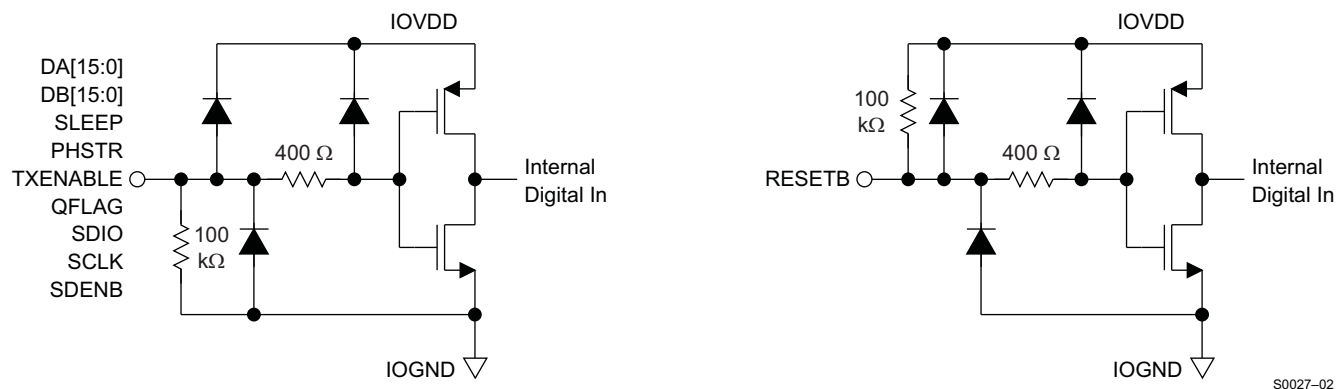 IOVDD
DA[15:0]
DB[15:0]
SLEEP
PHSTR
TXENABLE
QFLAG
SDIO
SCLK
SDENB
400 Ω
100
kΩ
Internal
Digital In
IOGND
IOVDD
100
kΩ
400 Ω
RESETB
Internal
Digital In
IOGND
S0027–02